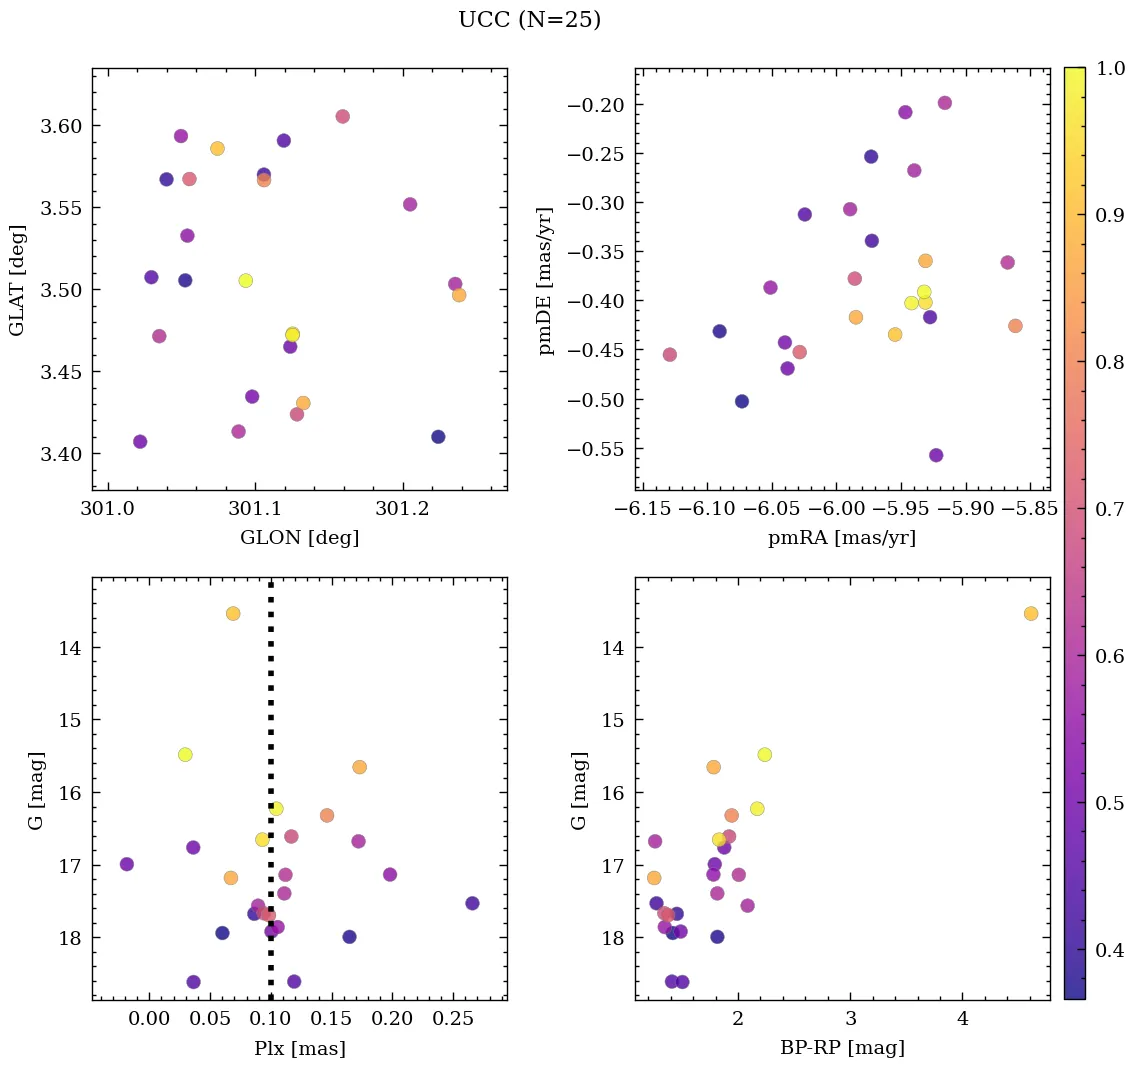 UCC (N=25)
3.60
3.55
3.50
3.45
3.40
GLAT [deg]
301.0 301.1 301.2
GLON [deg]
−0.20
−0.25
−0.30
−0.35
−0.40
−0.45
−0.50
−0.55
pmDE [mas/yr]
−6.15 −6.10 −6.05 −6.00 −5.95 −5.90 −5.85
pmRA [mas/yr]
14
15
16
17
18
G [mag]
0.00 0.05 0.10 0.15 0.20 0.25
Plx [mas]
14
15
16
17
18
G [mag]
2 3 4
BP-RP [mag]
1.0
0.9
0.8
0.7
0.6
0.5
0.4